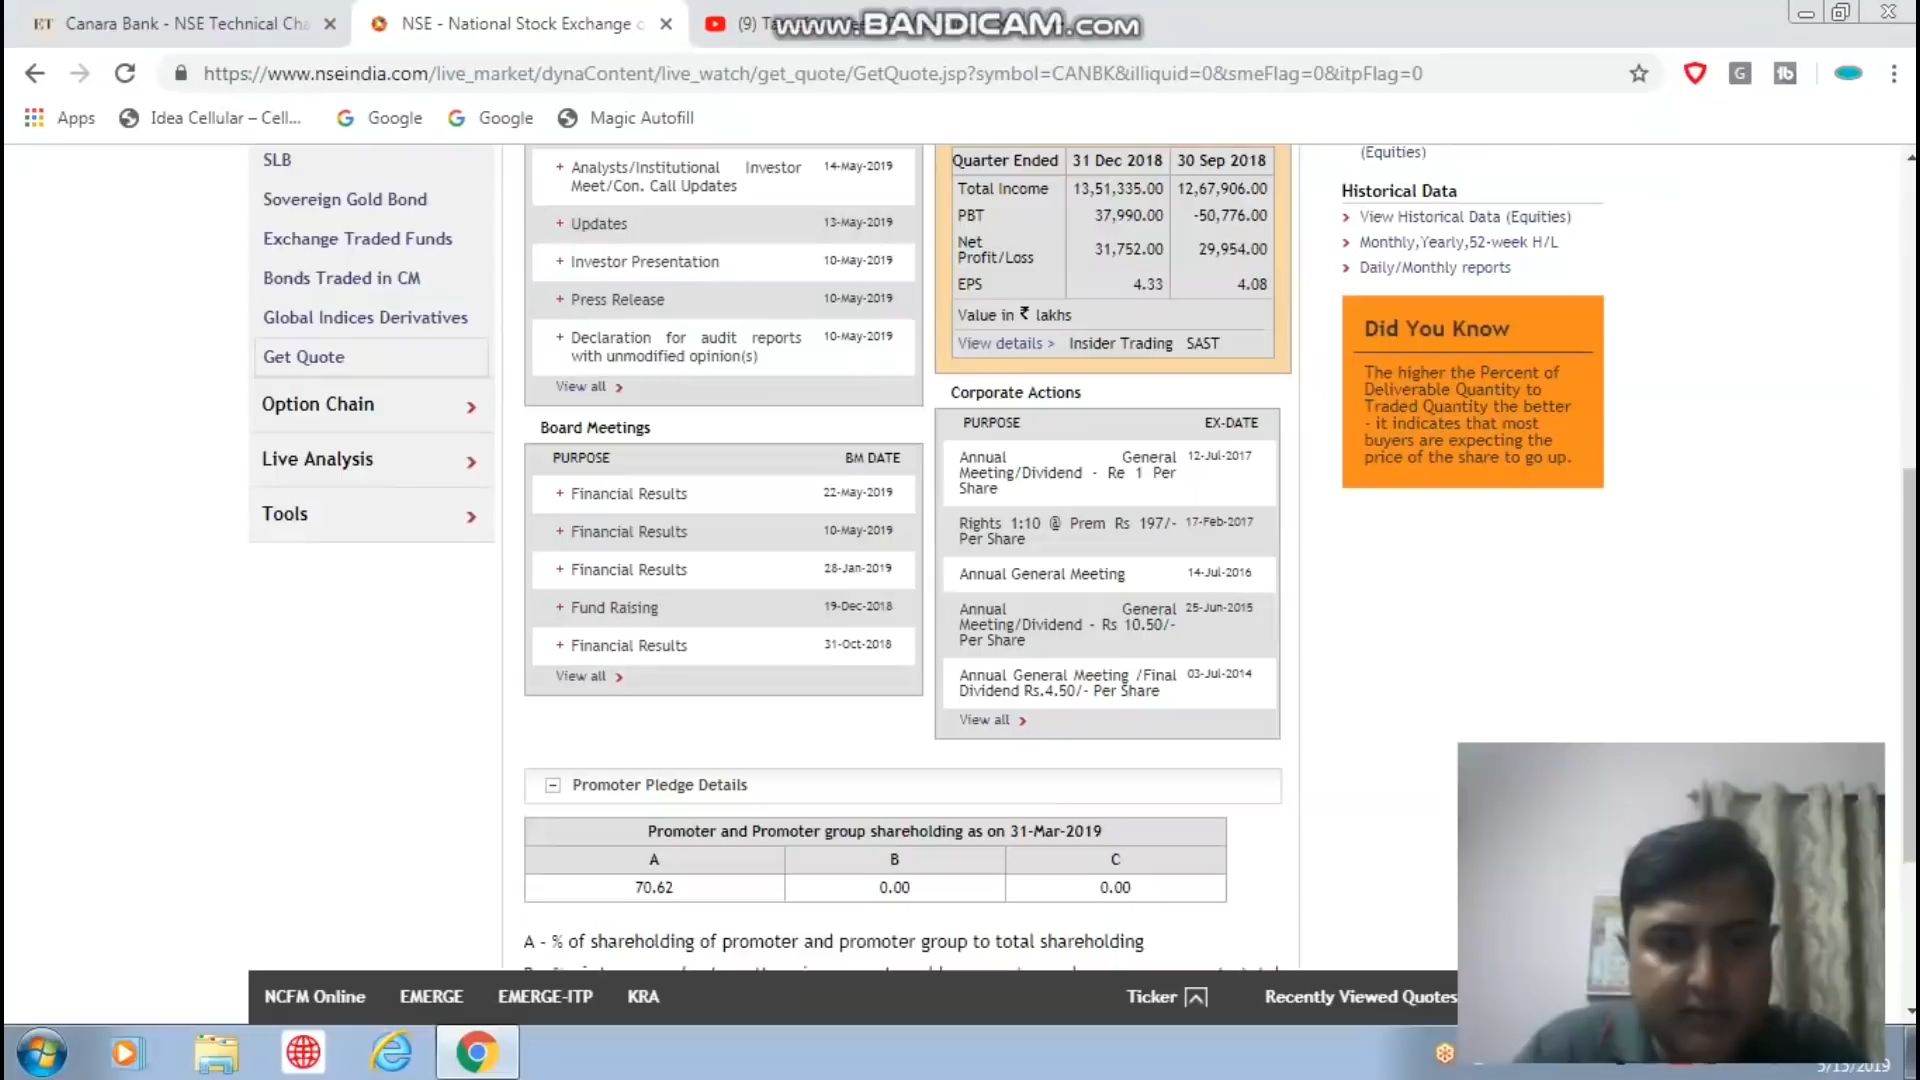 ET Canara Bank - NSE Technical Cha
NSE - National Stock Exchange o
(9) Ta
www.BANDICAM.com
https://www.nseindia.com/live_market/dynaContent/live_watch/get_quote/GetQuote.jsp?symbol=CANBK&illiquid=0&smeFlag=0&itpFlag=0
Apps
Idea Cellular – Cell...
Google
Google
Magic Autofill
SLB
Sovereign Gold Bond
Exchange Traded Funds
Bonds Traded in CM
Global Indices Derivatives
Get Quote
Option Chain
Live Analysis
Tools
+ Analysts/Institutional Investor 14-May-2019
Meet/Con. Call Updates
+ Updates 13-May-2019
+ Investor Presentation 10-May-2019
+ Press Release 10-May-2019
+ Declaration for audit reports 10-May-2019
with unmodified opinion(s)
View all
Board Meetings
PURPOSE BM DATE
+ Financial Results 22-May-2019
+ Financial Results 10-May-2019
+ Financial Results 28-Jan-2019
+ Fund Raising 19-Dec-2018
+ Financial Results 31-Oct-2018
View all
Quarter Ended 31 Dec 2018 30 Sep 2018
Total Income 13,51,335.00 12,67,906.00
PBT 37,990.00 -50,776.00
Net
Profit/Loss 31,752.00 29,954.00
EPS 4.33 4.08
Value in ₹ lakhs
View details > Insider Trading SAST
Corporate Actions
PURPOSE EX-DATE
Annual General 12-Jul-2017
Meeting/Dividend - Re 1 Per
Share
Rights 1:10 @ Prem Rs 197/- 17-Feb-2017
Per Share
Annual General Meeting 14-Jul-2016
Annual General 25-Jun-2015
Meeting/Dividend - Rs 10.50/-
Per Share
Annual General Meeting /Final 03-Jul-2014
Dividend Rs.4.50/- Per Share
View all
(Equities)
Historical Data
View Historical Data (Equities)
Monthly,Yearly,52-week H/L
Daily/Monthly reports
Did You Know
The higher the Percent of
Deliverable Quantity to
Traded Quantity the better
- it indicates that most
buyers are expecting the
price of the share to go up.
Promoter Pledge Details
Promoter and Promoter group shareholding as on 31-Mar-2019
A B C
70.62 0.00 0.00
A - % of shareholding of promoter and promoter group to total shareholding
NCFM Online EMERGE EMERGE-ITP KRA
Ticker
Recently Viewed Quotes
5/15/2019